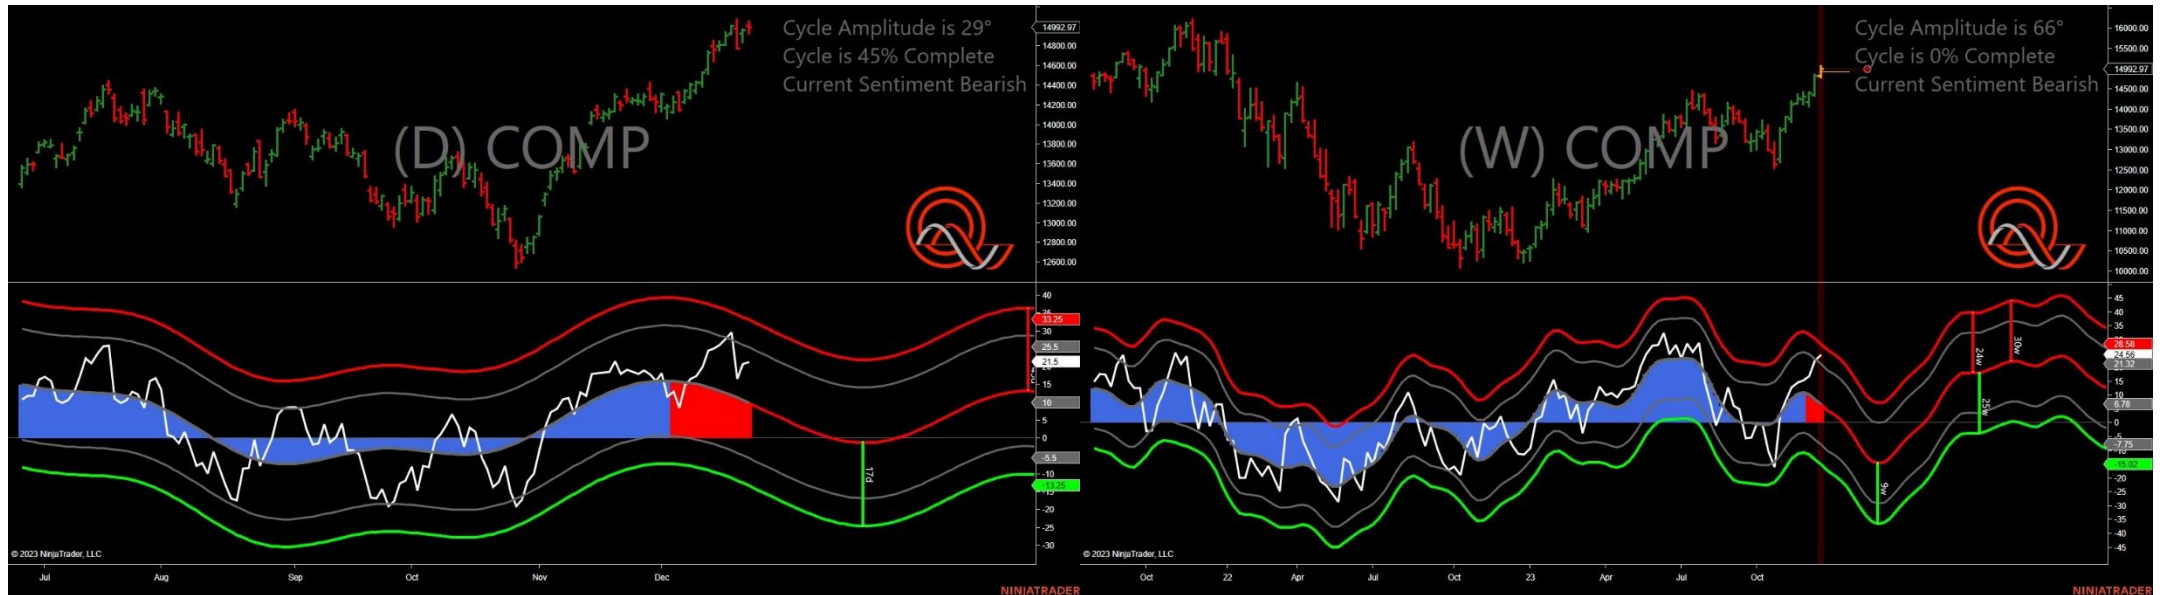 Cycle Amplitude is 29°
Cycle is 45% Complete
Current Sentiment Bearish
(D) COMP
14992.97
14800.00
14600.00
14400.00
14200.00
14000.00
13800.00
13600.00
13400.00
13200.00
13000.00
12800.00
12600.00
40
33.25
30
25.5
21.5
15
10
5
0
-5.5
-10
-13.25
-20
-25
-30
17d
© 2023 NinjaTrader, LLC
Jul
Aug
Sep
Oct
Nov
Dec
NINJATRADER
Cycle Amplitude is 66°
Cycle is 0% Complete
Current Sentiment Bearish
(W) COMP
16000.00
15500.00
14992.97
14500.00
14000.00
13500.00
13000.00
12500.00
12000.00
11500.00
11000.00
10500.00
10000.00
45
40
35
28.58
24.56
21.32
15
10
6.78
0
-7.75
-15.02
-20
-25
-30
-35
-40
-45
24w
30w
25w
9w
© 2023 NinjaTrader, LLC
Oct
22
Apr
Jul
Oct
23
Apr
Jul
Oct
NINJATRADER